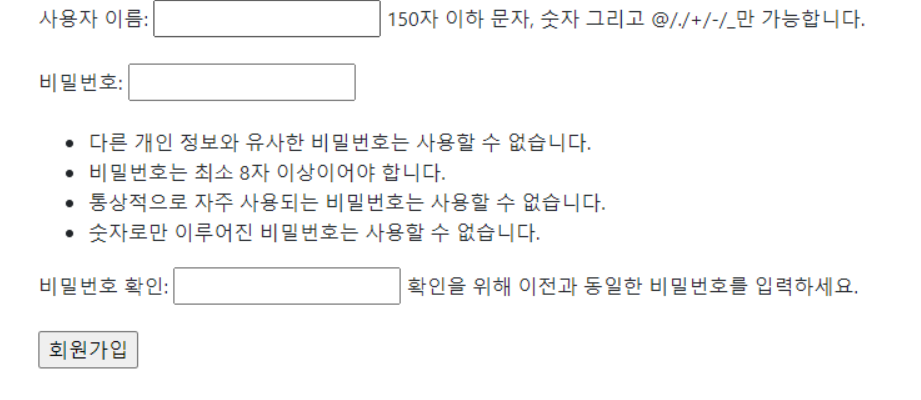 사용자 이름: 150자 이하 문자, 숫자 그리고 @/./+/-/_만 가능합니다.
비밀번호:
• 다른 개인 정보와 유사한 비밀번호는 사용할 수 없습니다.
• 비밀번호는 최소 8자 이상이어야 합니다.
• 통상적으로 자주 사용되는 비밀번호는 사용할 수 없습니다.
• 숫자로만 이루어진 비밀번호는 사용할 수 없습니다.
비밀번호 확인: 확인을 위해 이전과 동일한 비밀번호를 입력하세요.
회원가입